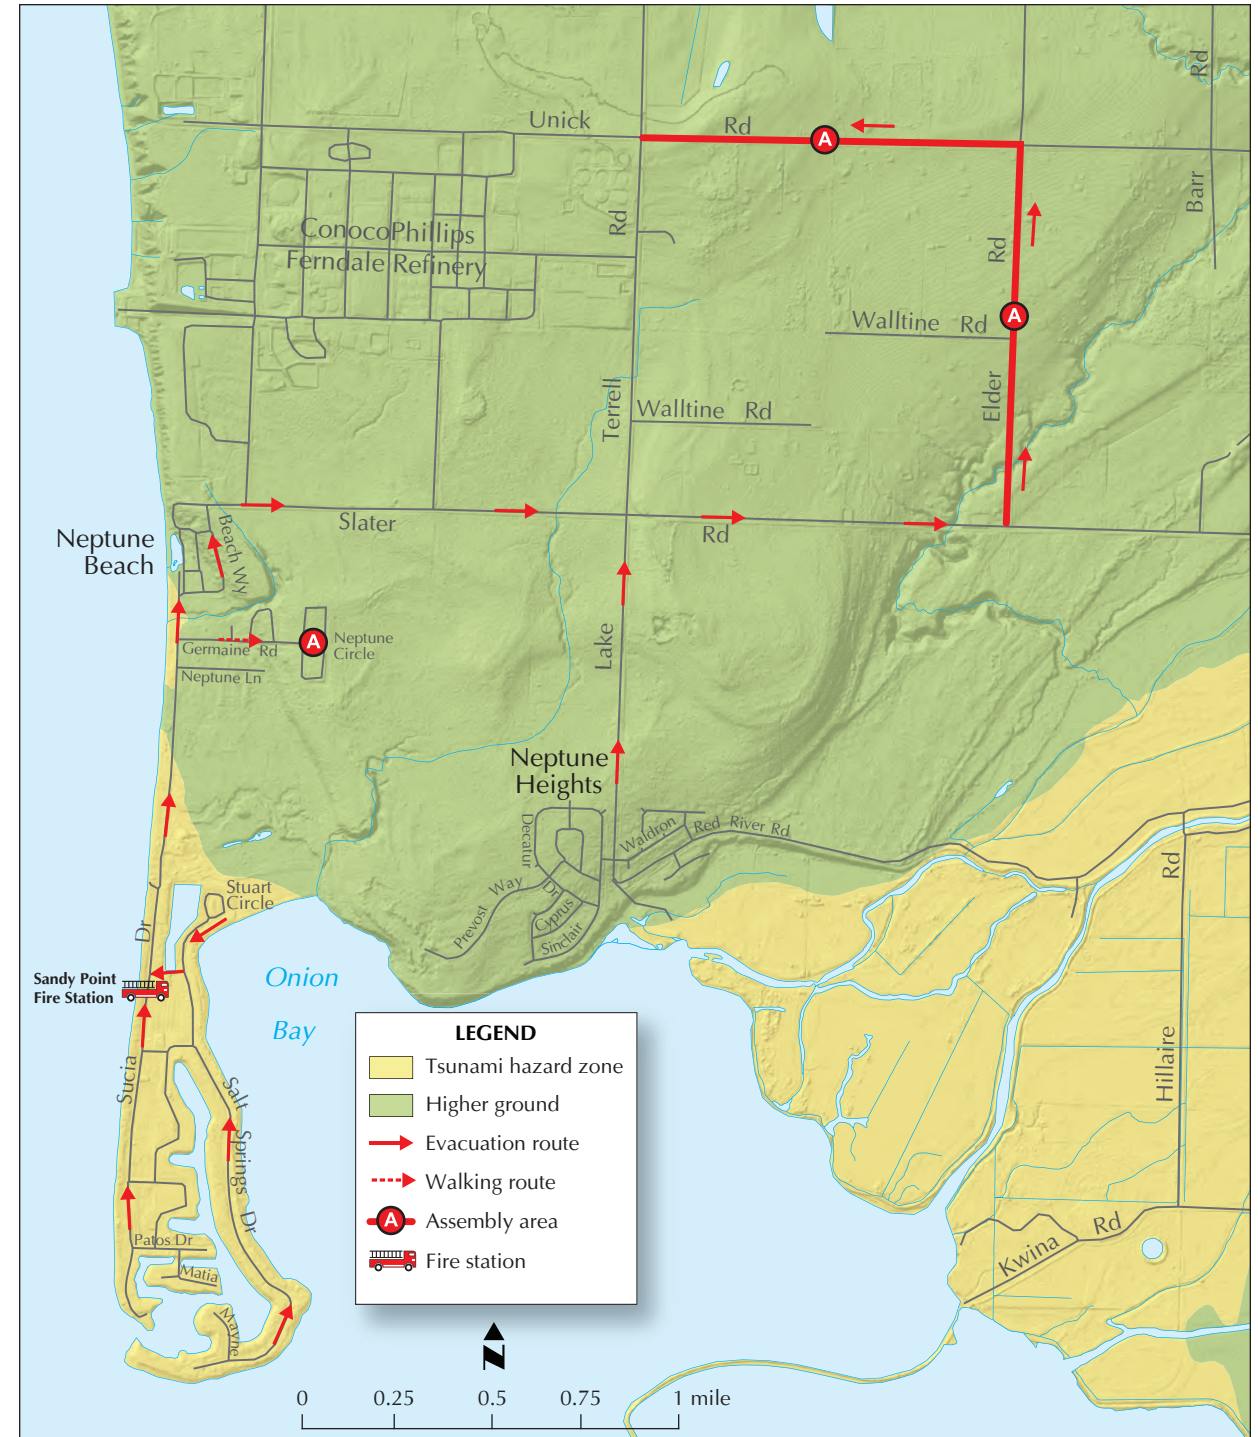 Unick
Rd
A
Rd
Barr
Rd
ConocoPhillips
Ferndale Refinery
Rd
Walltine Rd
A
Elder
Terrell
Walltine Rd
Slater
Rd
Neptune
Beach
Beach Wy
Germaine Rd
A
Neptune
Circle
Neptune Ln
Lake
Neptune
Heights
Decatur
Dr
Waldron
Red River Rd
Prevost Way
Cyprus
Sinclair
Stuart
Circle
Dr
Sandy Point
Fire Station
Onion
Bay
Sucia
Salt
Springs Dr
Patos Dr
Matia
Mayne
Rd
Hillaire
Kwina Rd
LEGEND
Tsunami hazard zone
Higher ground
Evacuation route
Walking route
A Assembly area
Fire station
N
0 0.25 0.5 0.75 1 mile